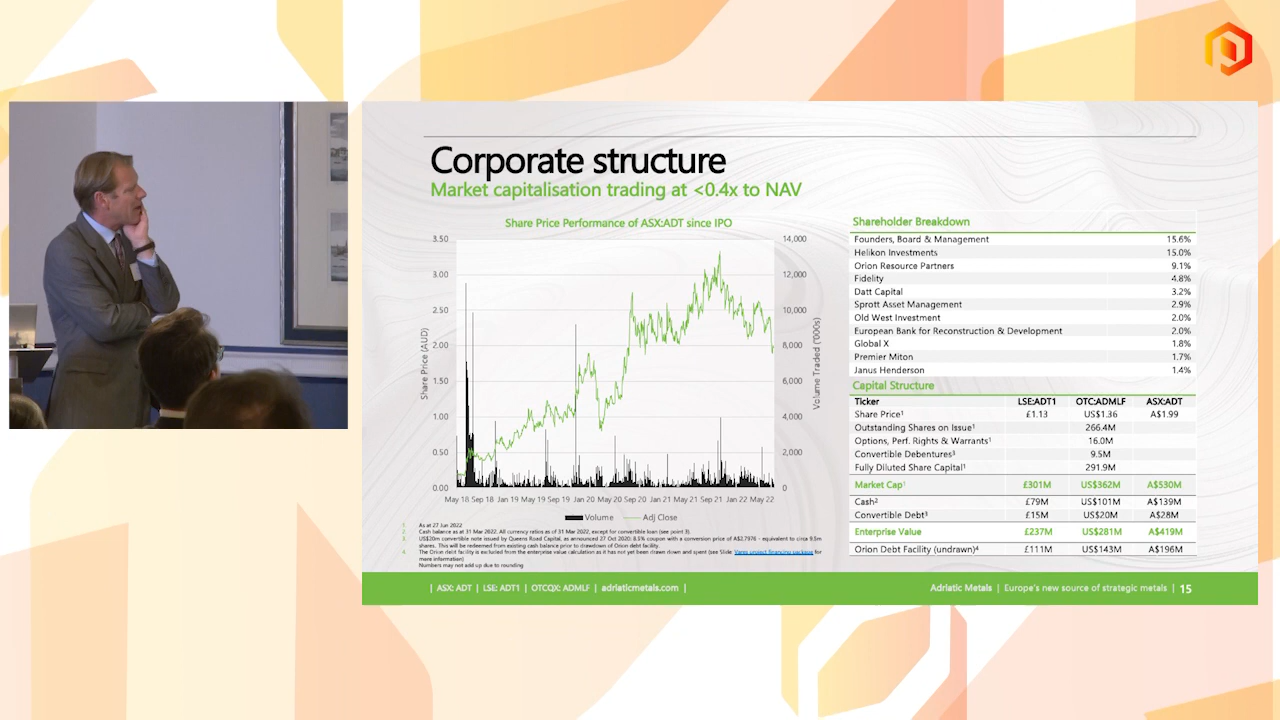 Corporate structure
Market capitalisation trading at <0.4x to NAV
Share Price Performance of ASX:ADT since IPO
3.50
3.00
2.50
2.00
1.50
1.00
0.50
0.00
Share Price (AUD)
14,000
12,000
10,000
8,000
6,000
4,000
2,000
0
Volume Traded ('000s)
May 18 Sep 18 Jan 19 May 19 Sep 19 Jan 20 May 20 Sep 20 Jan 21 May 21 Sep 21 Jan 22 May 22
Volume Adj Close
1. As at 27 Jun 2022
2. Cash balance as at 31 Mar 2022. All currency ratios as of 31 Mar 2022, except for convertible loan (see point 3).
3. US$20m convertible note issued by Queens Road Capital, as announced 27 Oct 2020: 8.5% coupon with a conversion price of A$2.7976 - equivalent to circa 9.5m
shares. This will be redeemed from existing cash balance prior to drawdown of Orion debt facility.
4. The Orion debt facility is excluded from the enterprise value calculation as it has not yet been drawn down and spent (see Slide Vares project financing package for
more information)
Numbers may not add up due to rounding
Shareholder Breakdown
Founders, Board & Management 15.6%
Helikon Investments 15.0%
Orion Resource Partners 9.1%
Fidelity 4.8%
Datt Capital 3.2%
Sprott Asset Management 2.9%
Old West Investment 2.0%
European Bank for Reconstruction & Development 2.0%
Global X 1.8%
Premier Miton 1.7%
Janus Henderson 1.4%
Capital Structure
Ticker LSE:ADT1 OTC:ADMLF ASX:ADT
Share Price¹ £1.13 US$1.36 A$1.99
Outstanding Shares on Issue¹ 266.4M
Options, Perf. Rights & Warrants¹ 16.0M
Convertible Debentures³ 9.5M
Fully Diluted Share Capital¹ 291.9M
Market Cap¹ £301M US$362M A$530M
Cash² £79M US$101M A$139M
Convertible Debt³ £15M US$20M A$28M
Enterprise Value £237M US$281M A$419M
Orion Debt Facility (undrawn)⁴ £111M US$143M A$196M
| ASX: ADT | LSE: ADT1 | OTCQX: ADMLF | adriaticmetals.com |
Adriatic Metals | Europe's new source of strategic metals | 15